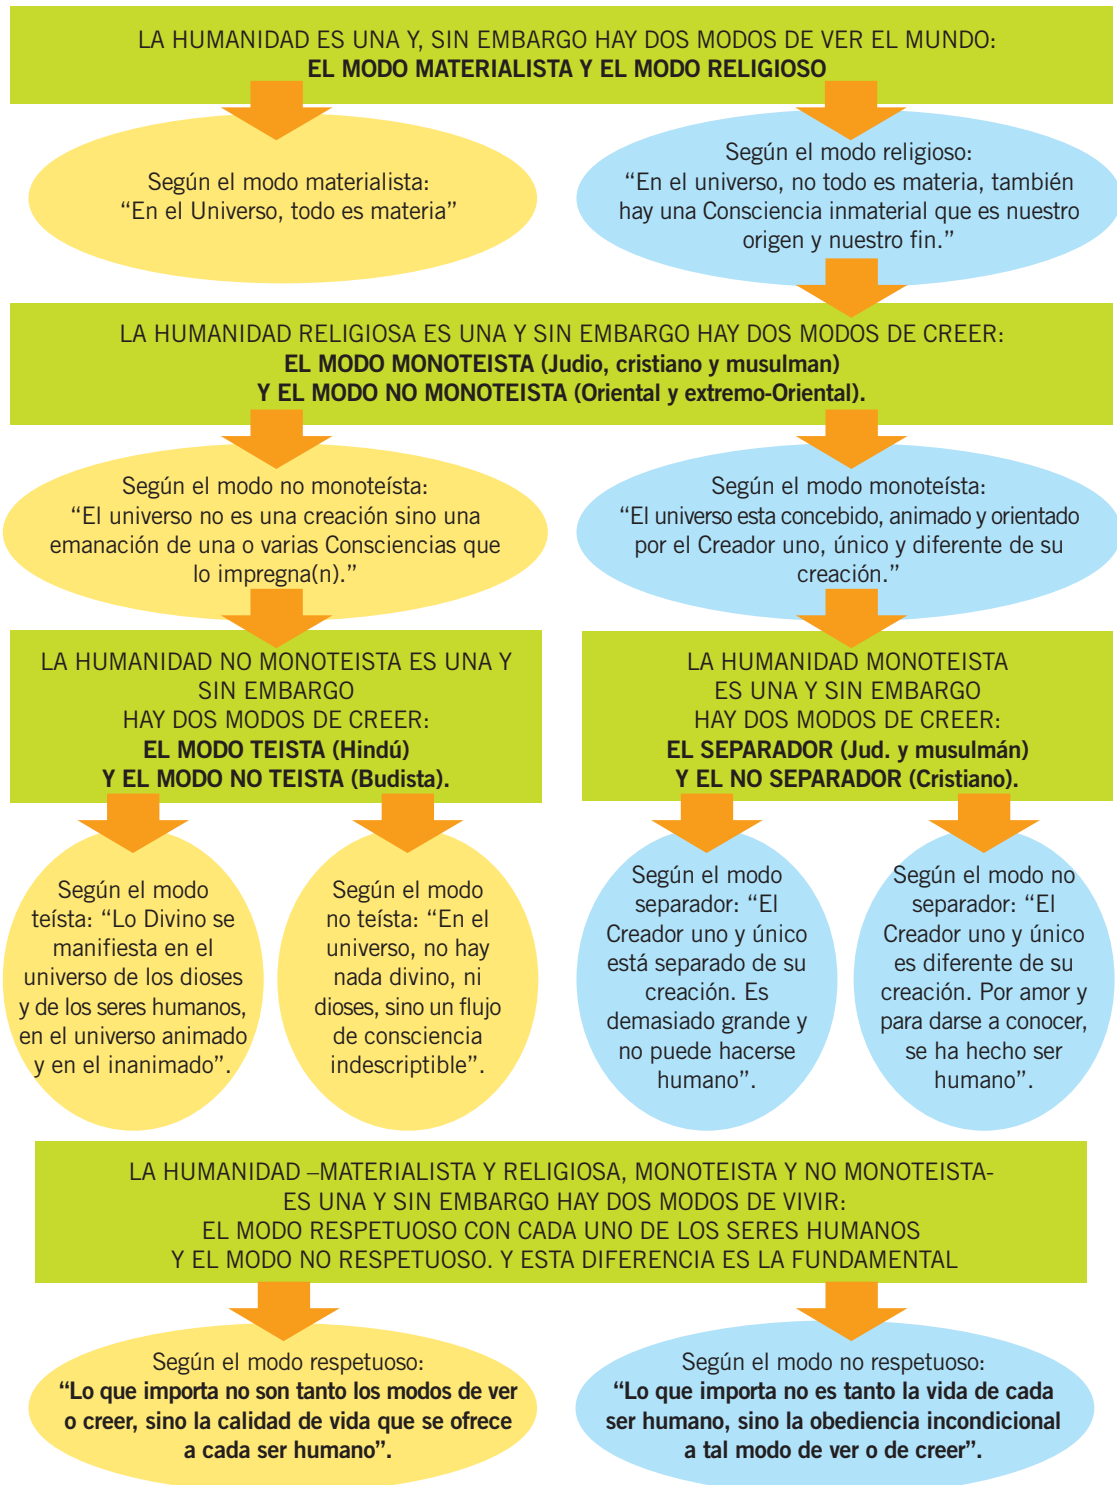 LA HUMANIDAD ES UNA Y, SIN EMBARGO HAY DOS MODOS DE VER EL MUNDO:
EL MODO MATERIALISTA Y EL MODO RELIGIOSO
Según el modo materialista:
“En el Universo, todo es materia”
Según el modo religioso:
“En el universo, no todo es materia, también
hay una Consciencia inmaterial que es nuestro
origen y nuestro fin.”
LA HUMANIDAD RELIGIOSA ES UNA Y SIN EMBARGO HAY DOS MODOS DE CREER:
EL MODO MONOTEISTA (Judio, cristiano y musulman)
Y EL MODO NO MONOTEISTA (Oriental y extremo-Oriental).
Según el modo no monoteísta:
“El universo no es una creación sino una
emanación de una o varias Consciencias que
lo impregna(n).”
Según el modo monoteísta:
“El universo esta concebido, animado y orientado
por el Creador uno, único y diferente de su
creación.”
LA HUMANIDAD NO MONOTEISTA ES UNA Y
SIN EMBARGO
HAY DOS MODOS DE CREER:
EL MODO TEISTA (Hindú)
Y EL MODO NO TEISTA (Budista).
LA HUMANIDAD MONOTEISTA
ES UNA Y SIN EMBARGO
HAY DOS MODOS DE CREER:
EL SEPARADOR (Jud. y musulmán)
Y EL NO SEPARADOR (Cristiano).
Según el modo
teísta: “Lo Divino se
manifiesta en el
universo de los dioses
y de los seres humanos,
en el universo animado
y en el inanimado”.
Según el modo
no teísta: “En el
universo, no hay
nada divino, ni
dioses, sino un flujo
de consciencia
indescriptible”.
Según el modo
separador: “El
Creador uno y único
está separado de su
creación. Es
demasiado grande y
no puede hacerse
humano”.
Según el modo no
separador: “El
Creador uno y único
es diferente de su
creación. Por amor y
para darse a conocer,
se ha hecho ser
humano”.
LA HUMANIDAD –MATERIALISTA Y RELIGIOSA, MONOTEISTA Y NO MONOTEISTA-
ES UNA Y SIN EMBARGO HAY DOS MODOS DE VIVIR:
EL MODO RESPETUOSO CON CADA UNO DE LOS SERES HUMANOS
Y EL MODO NO RESPETUOSO. Y ESTA DIFERENCIA ES LA FUNDAMENTAL
Según el modo respetuoso:
“Lo que importa no son tanto los modos de ver
o creer, sino la calidad de vida que se ofrece
a cada ser humano”.
Según el modo no respetuoso:
“Lo que importa no es tanto la vida de cada
ser humano, sino la obediencia incondicional
a tal modo de ver o de creer”.